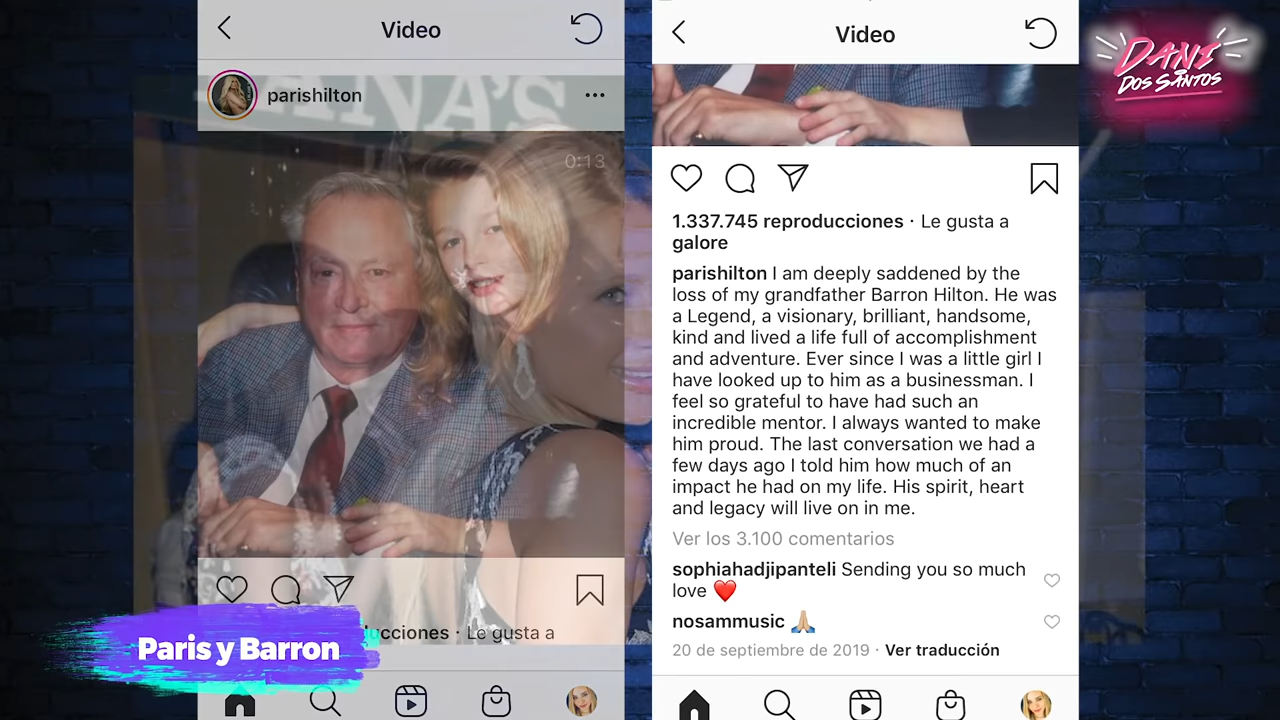 Video
parishilton
ANA'S
0:13
ucciones · Le gusta a
Paris y Barron
Video
1.337.745 reproducciones · Le gusta a
galore
parishilton I am deeply saddened by the
loss of my grandfather Barron Hilton. He was
a Legend, a visionary, brilliant, handsome,
kind and lived a life full of accomplishment
and adventure. Ever since I was a little girl I
have looked up to him as a businessman. I
feel so grateful to have had such an
incredible mentor. I always wanted to make
him proud. The last conversation we had a
few days ago I told him how much of an
impact he had on my life. His spirit, heart
and legacy will live on in me.
Ver los 3.100 comentarios
sophiahadjipanteli Sending you so much
love ❤️
nosammusic 🙏🏼
20 de septiembre de 2019 · Ver traducción
DANI
DOS SANTOS